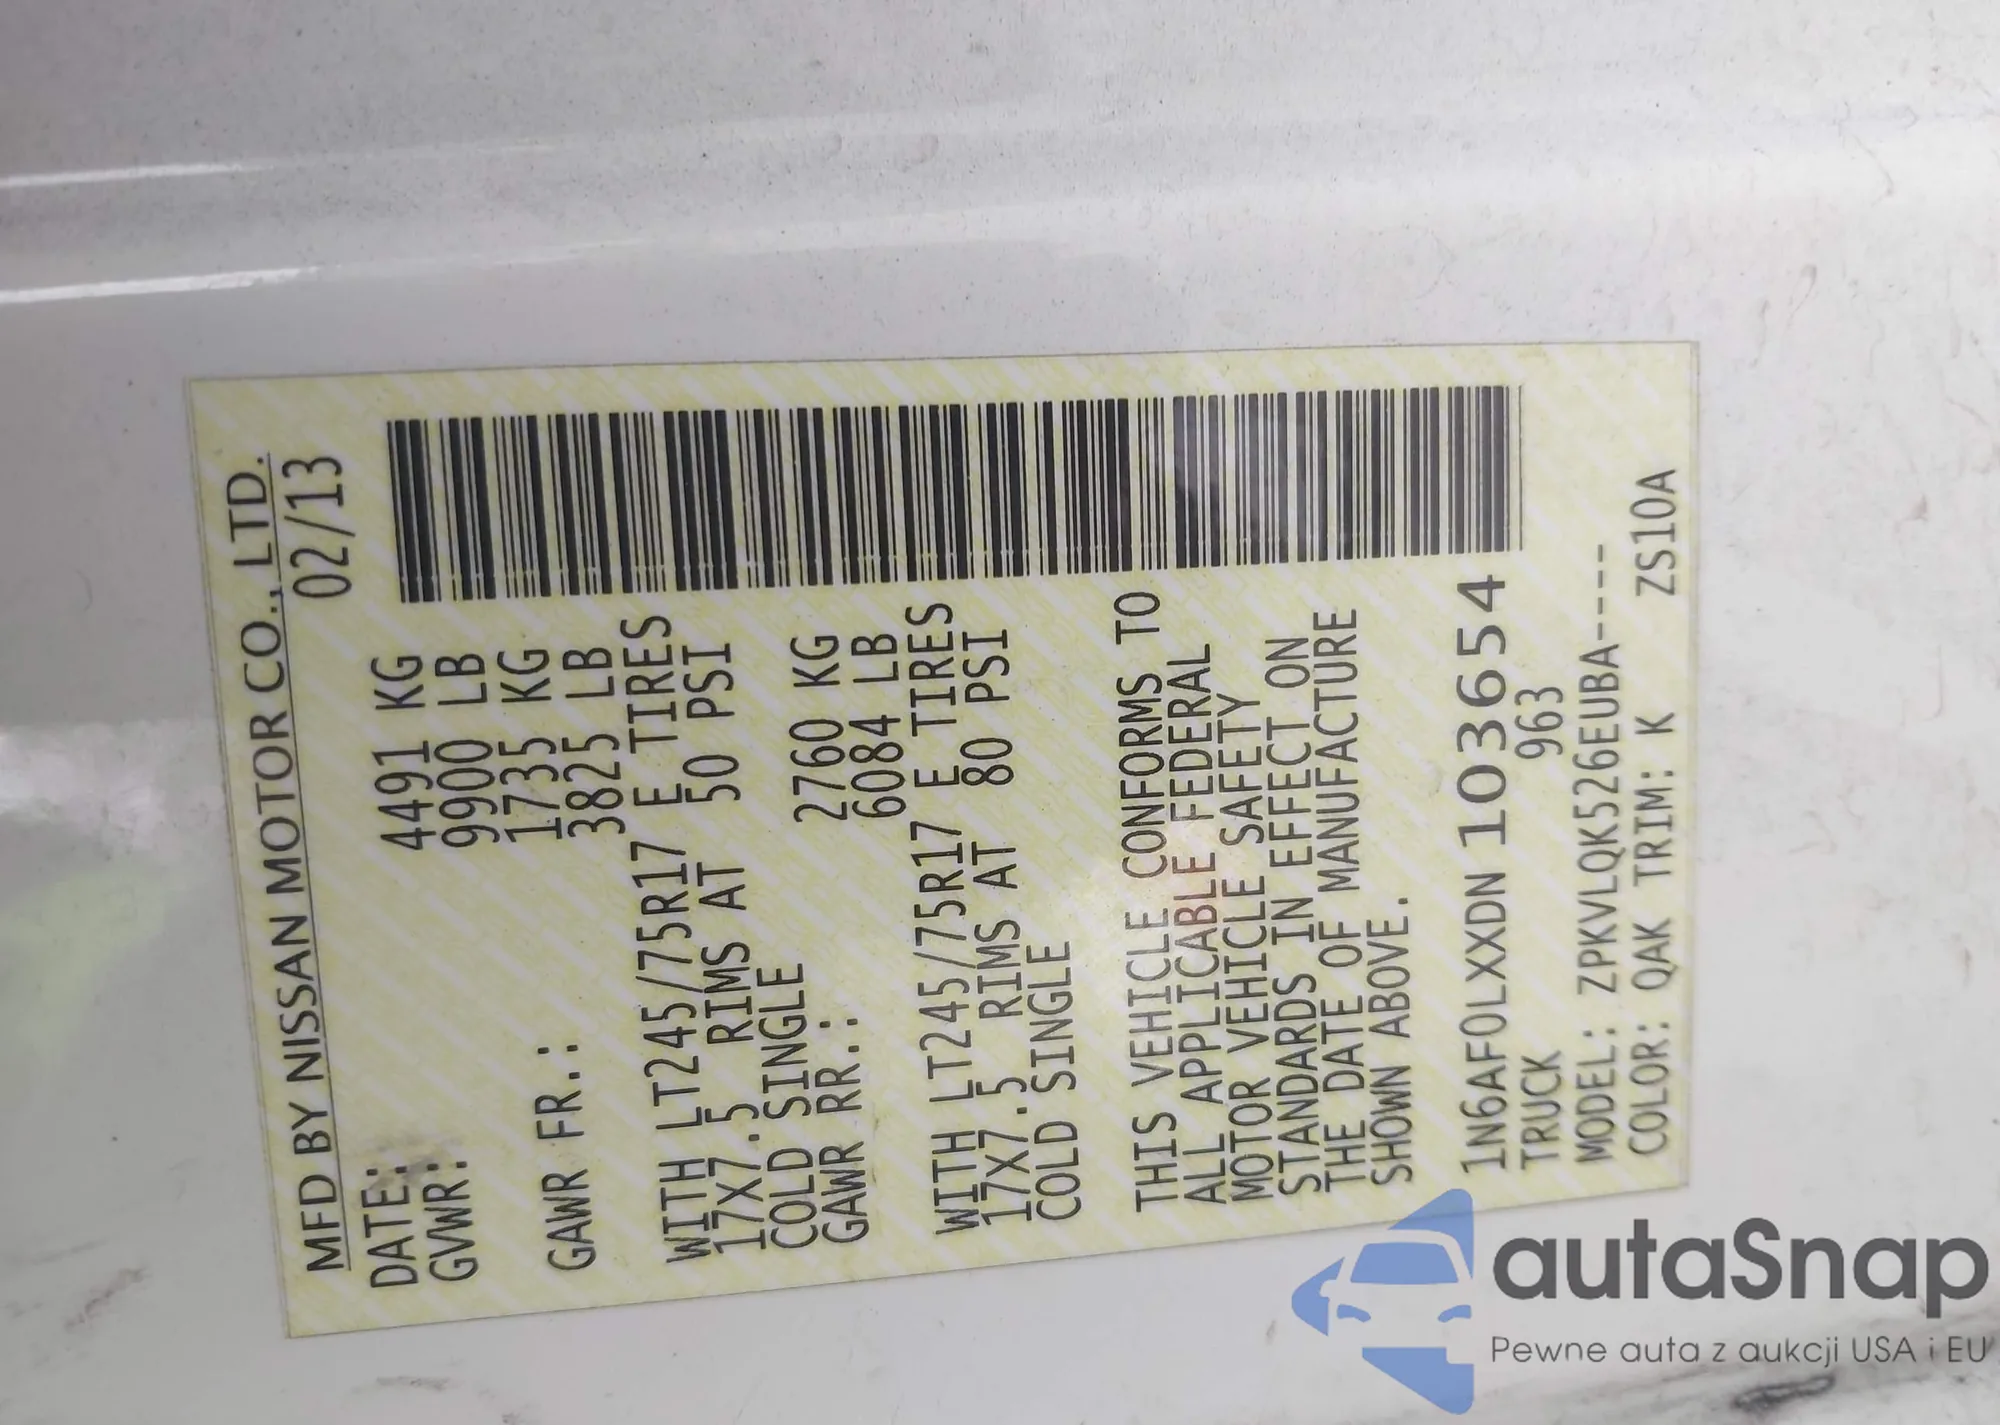 MFD BY NISSAN MOTOR CO., LTD.
DATE: 02/13
GVWR: 4491 KG
9900 LB
GAWR FR.: 1735 KG
3825 LB
WITH LT245/75R17 E TIRES
17X7.5 RIMS AT 50 PSI
COLD SINGLE
GAWR RR.: 2760 KG
6084 LB
WITH LT245/75R17 E TIRES
17X7.5 RIMS AT 80 PSI
COLD SINGLE
THIS VEHICLE CONFORMS TO
ALL APPLICABLE FEDERAL
MOTOR VEHICLE SAFETY
STANDARDS IN EFFECT ON
THE DATE OF MANUFACTURE
SHOWN ABOVE.
1N6AF0LXXDN103654
TRUCK 963
MODEL: ZPKVLQK526EUBA----
COLOR: QAK TRIM: K ZS10A
autaSnap
Pewne auta z aukcji USA i EU